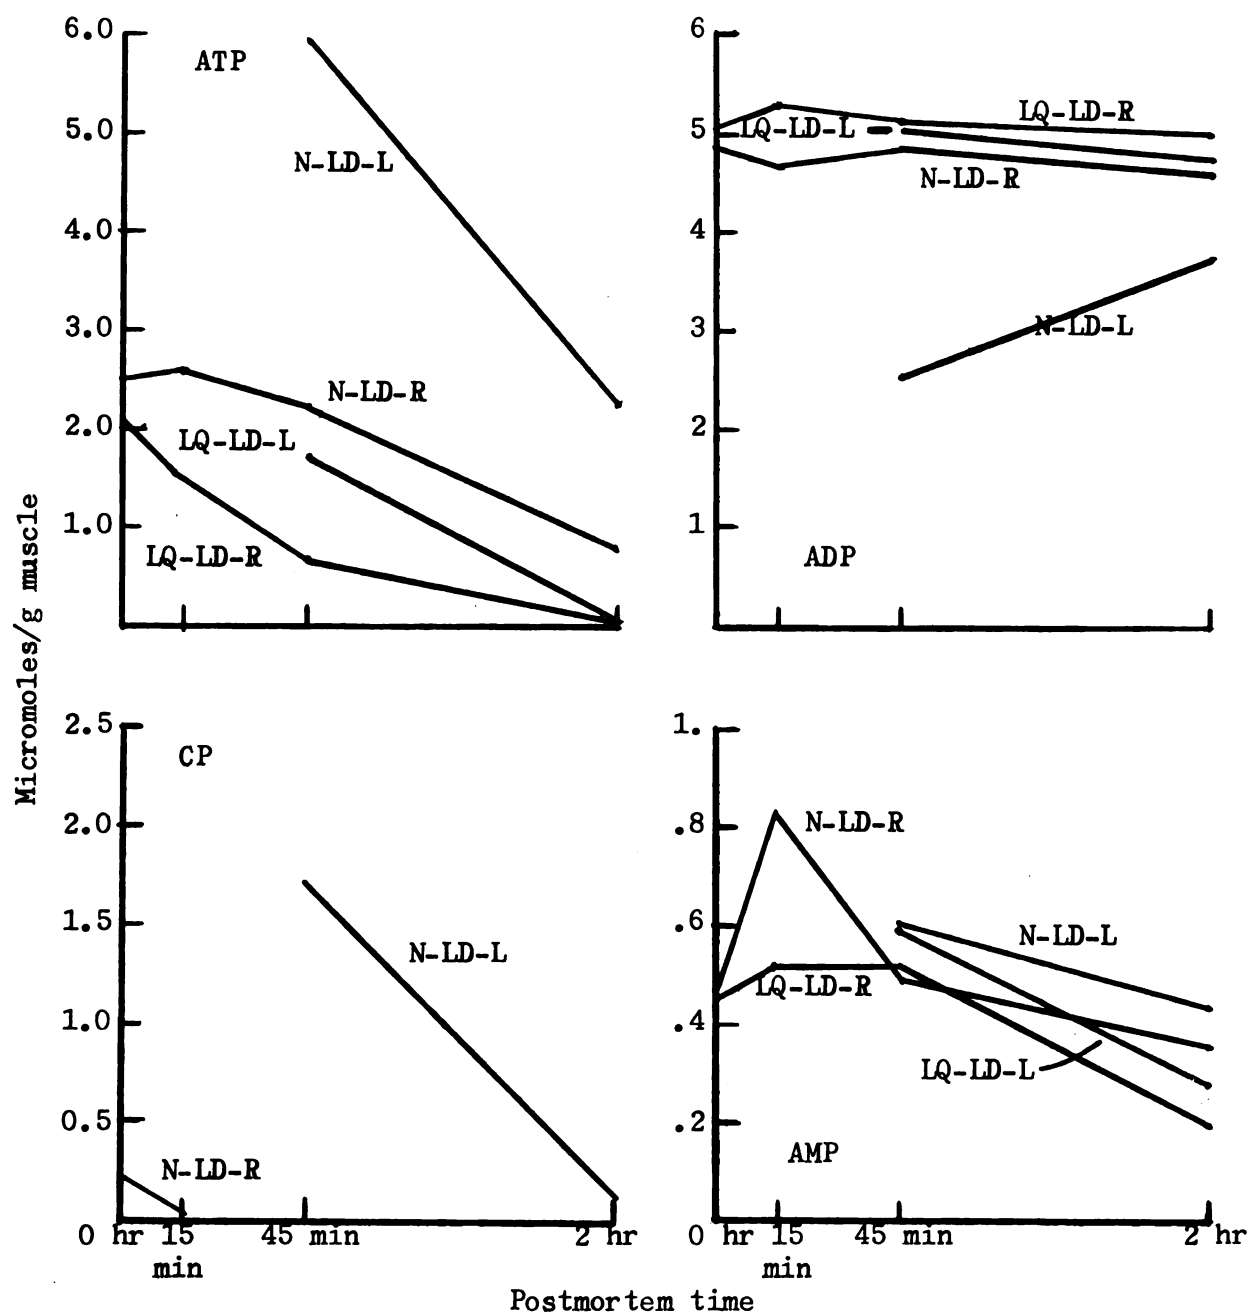 Micromoles/g muscle
6.0
5.0
4.0
3.0
2.0
1.0
ATP
N-LD-L
N-LD-R
LQ-LD-L
LQ-LD-R
6
5
4
3
2
1
LQ-LD-R
LQ-LD-L
N-LD-R
N-LD-L
ADP
2.5
2.0
1.5
1.0
0.5
CP
N-LD-L
N-LD-R
0 hr 15 min 45 min 2 hr
1.
.8
.6
.4
.2
N-LD-R
N-LD-L
LQ-LD-R
LQ-LD-L
AMP
0 hr 15 min 45 min 2 hr
Postmortem time